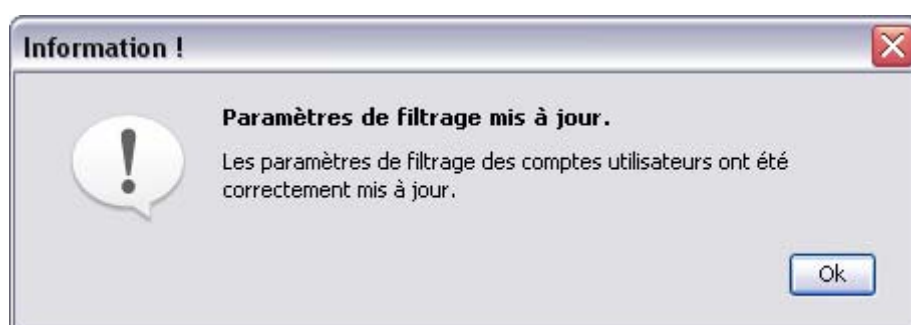 Information !
Paramètres de filtrage mis à jour.
Les paramètres de filtrage des comptes utilisateurs ont été
correctement mis à jour.
Ok